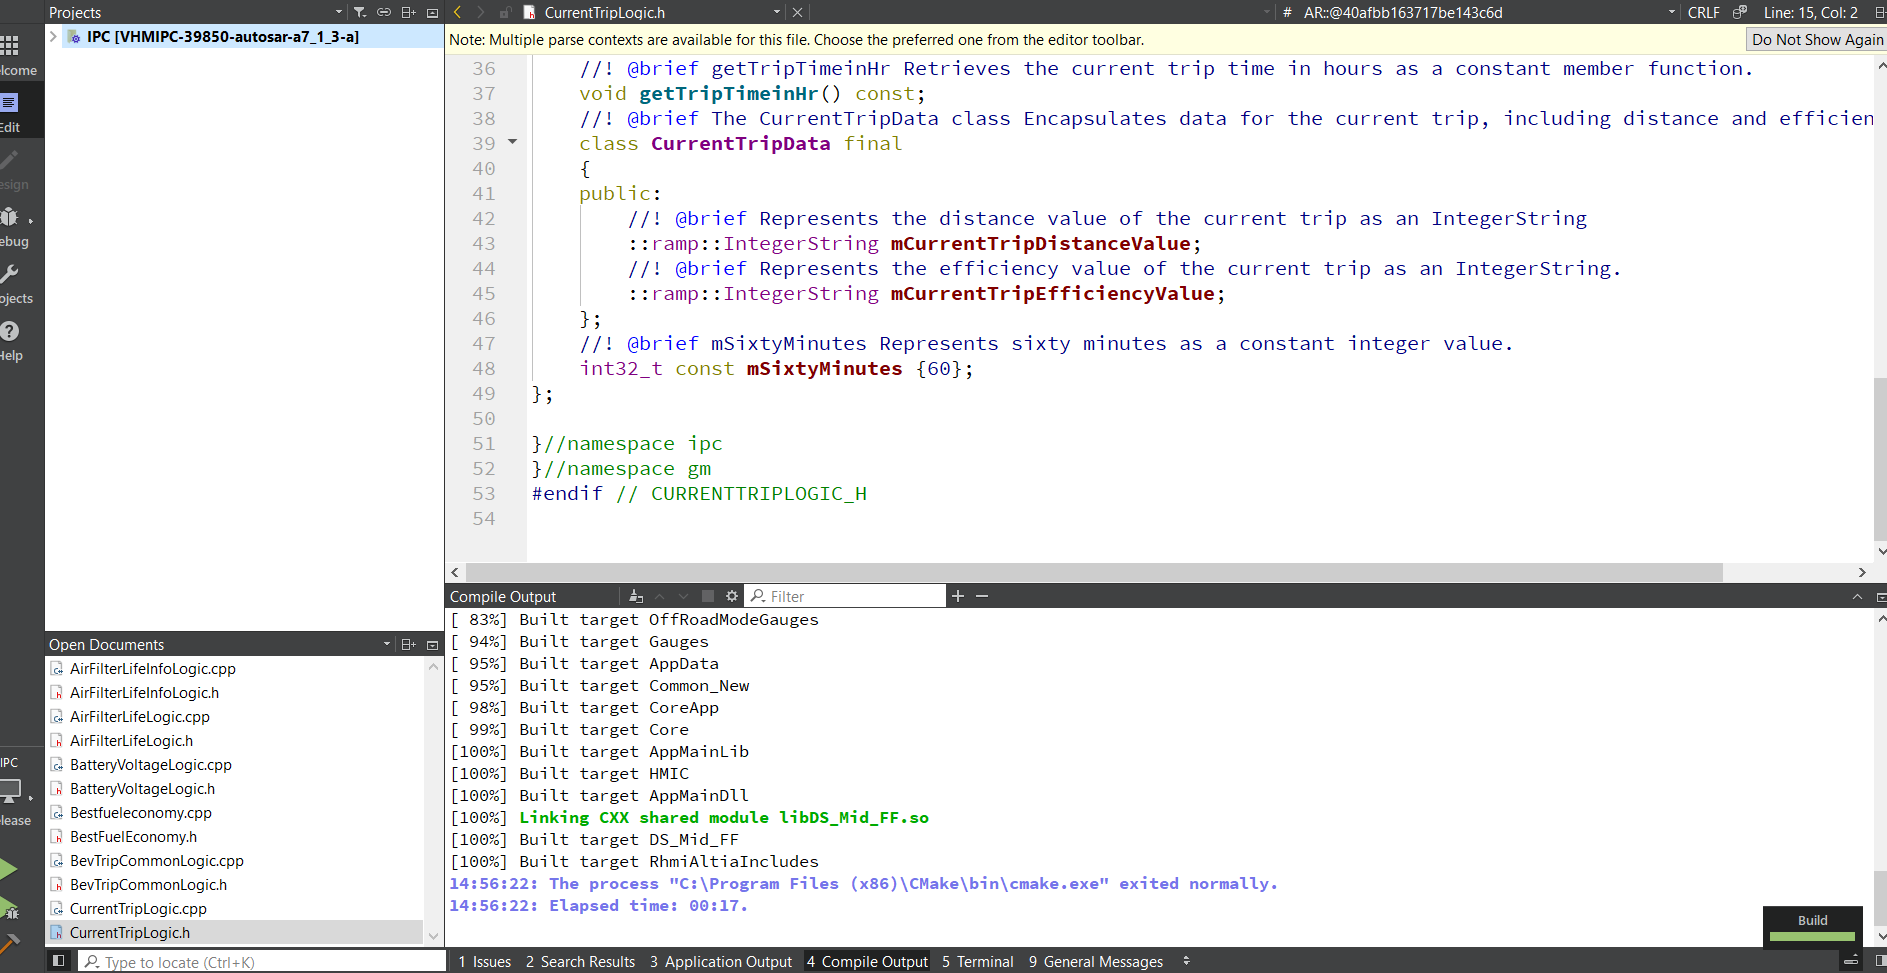 Projects
CurrentTripLogic.h
# AR::@40afbb163717be143c6d
CRLF
Line: 15, Col: 2
IPC [VHMIPC-39850-autosar-a7_1_3-a]
Note: Multiple parse contexts are available for this file. Choose the preferred one from the editor toolbar.
Do Not Show Again
lcome
Edit
esign
ebug
ojects
Help
IPC
lease
36 //! @brief getTripTimeinHr Retrieves the current trip time in hours as a constant member function.
37 void getTripTimeinHr() const;
38 //! @brief The CurrentTripData class Encapsulates data for the current trip, including distance and efficien
39 class CurrentTripData final
40 {
41 public:
42 //! @brief Represents the distance value of the current trip as an IntegerString
43 ::ramp::IntegerString mCurrentTripDistanceValue;
44 //! @brief Represents the efficiency value of the current trip as an IntegerString.
45 ::ramp::IntegerString mCurrentTripEfficiencyValue;
46 };
47 //! @brief mSixtyMinutes Represents sixty minutes as a constant integer value.
48 int32_t const mSixtyMinutes {60};
49 };
50
51 }//namespace ipc
52 }//namespace gm
53 #endif // CURRENTTRIPLOGIC_H
54
Open Documents
AirFilterLifeInfoLogic.cpp
AirFilterLifeInfoLogic.h
AirFilterLifeLogic.cpp
AirFilterLifeLogic.h
BatteryVoltageLogic.cpp
BatteryVoltageLogic.h
Bestfueleconomy.cpp
BestFuelEconomy.h
BevTripCommonLogic.cpp
BevTripCommonLogic.h
CurrentTripLogic.cpp
CurrentTripLogic.h
Compile Output
Filter
[ 83%] Built target OffRoadModeGauges
[ 94%] Built target Gauges
[ 95%] Built target AppData
[ 95%] Built target Common_New
[ 98%] Built target CoreApp
[ 99%] Built target Core
[100%] Built target AppMainLib
[100%] Built target HMIC
[100%] Built target AppMainDll
[100%] Linking CXX shared module libDS_Mid_FF.so
[100%] Built target DS_Mid_FF
[100%] Built target RhmiAltiaIncludes
14:56:22: The process "C:\Program Files (x86)\CMake\bin\cmake.exe" exited normally.
14:56:22: Elapsed time: 00:17.
Build
Type to locate (Ctrl+K)
1 Issues
2 Search Results
3 Application Output
4 Compile Output
5 Terminal
9 General Messages